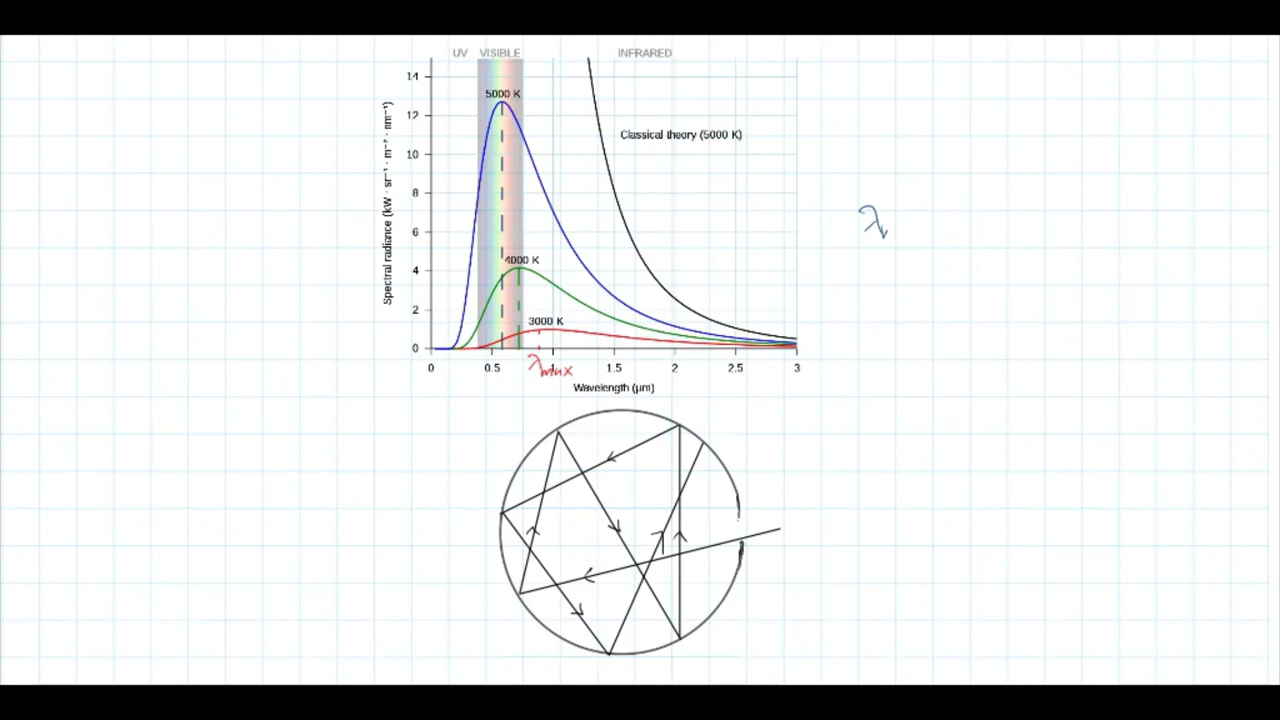 UV VISIBLE INFRARED
14
5000 K
12
Classical theory (5000 K)
10
8
6
4000 K
4
2
3000 K
0
0 0.5 1 1.5 2 2.5 3
λmax
Wavelength (μm)
Spectral radiance (kW · sr⁻¹ · m⁻² · nm⁻¹)
λ